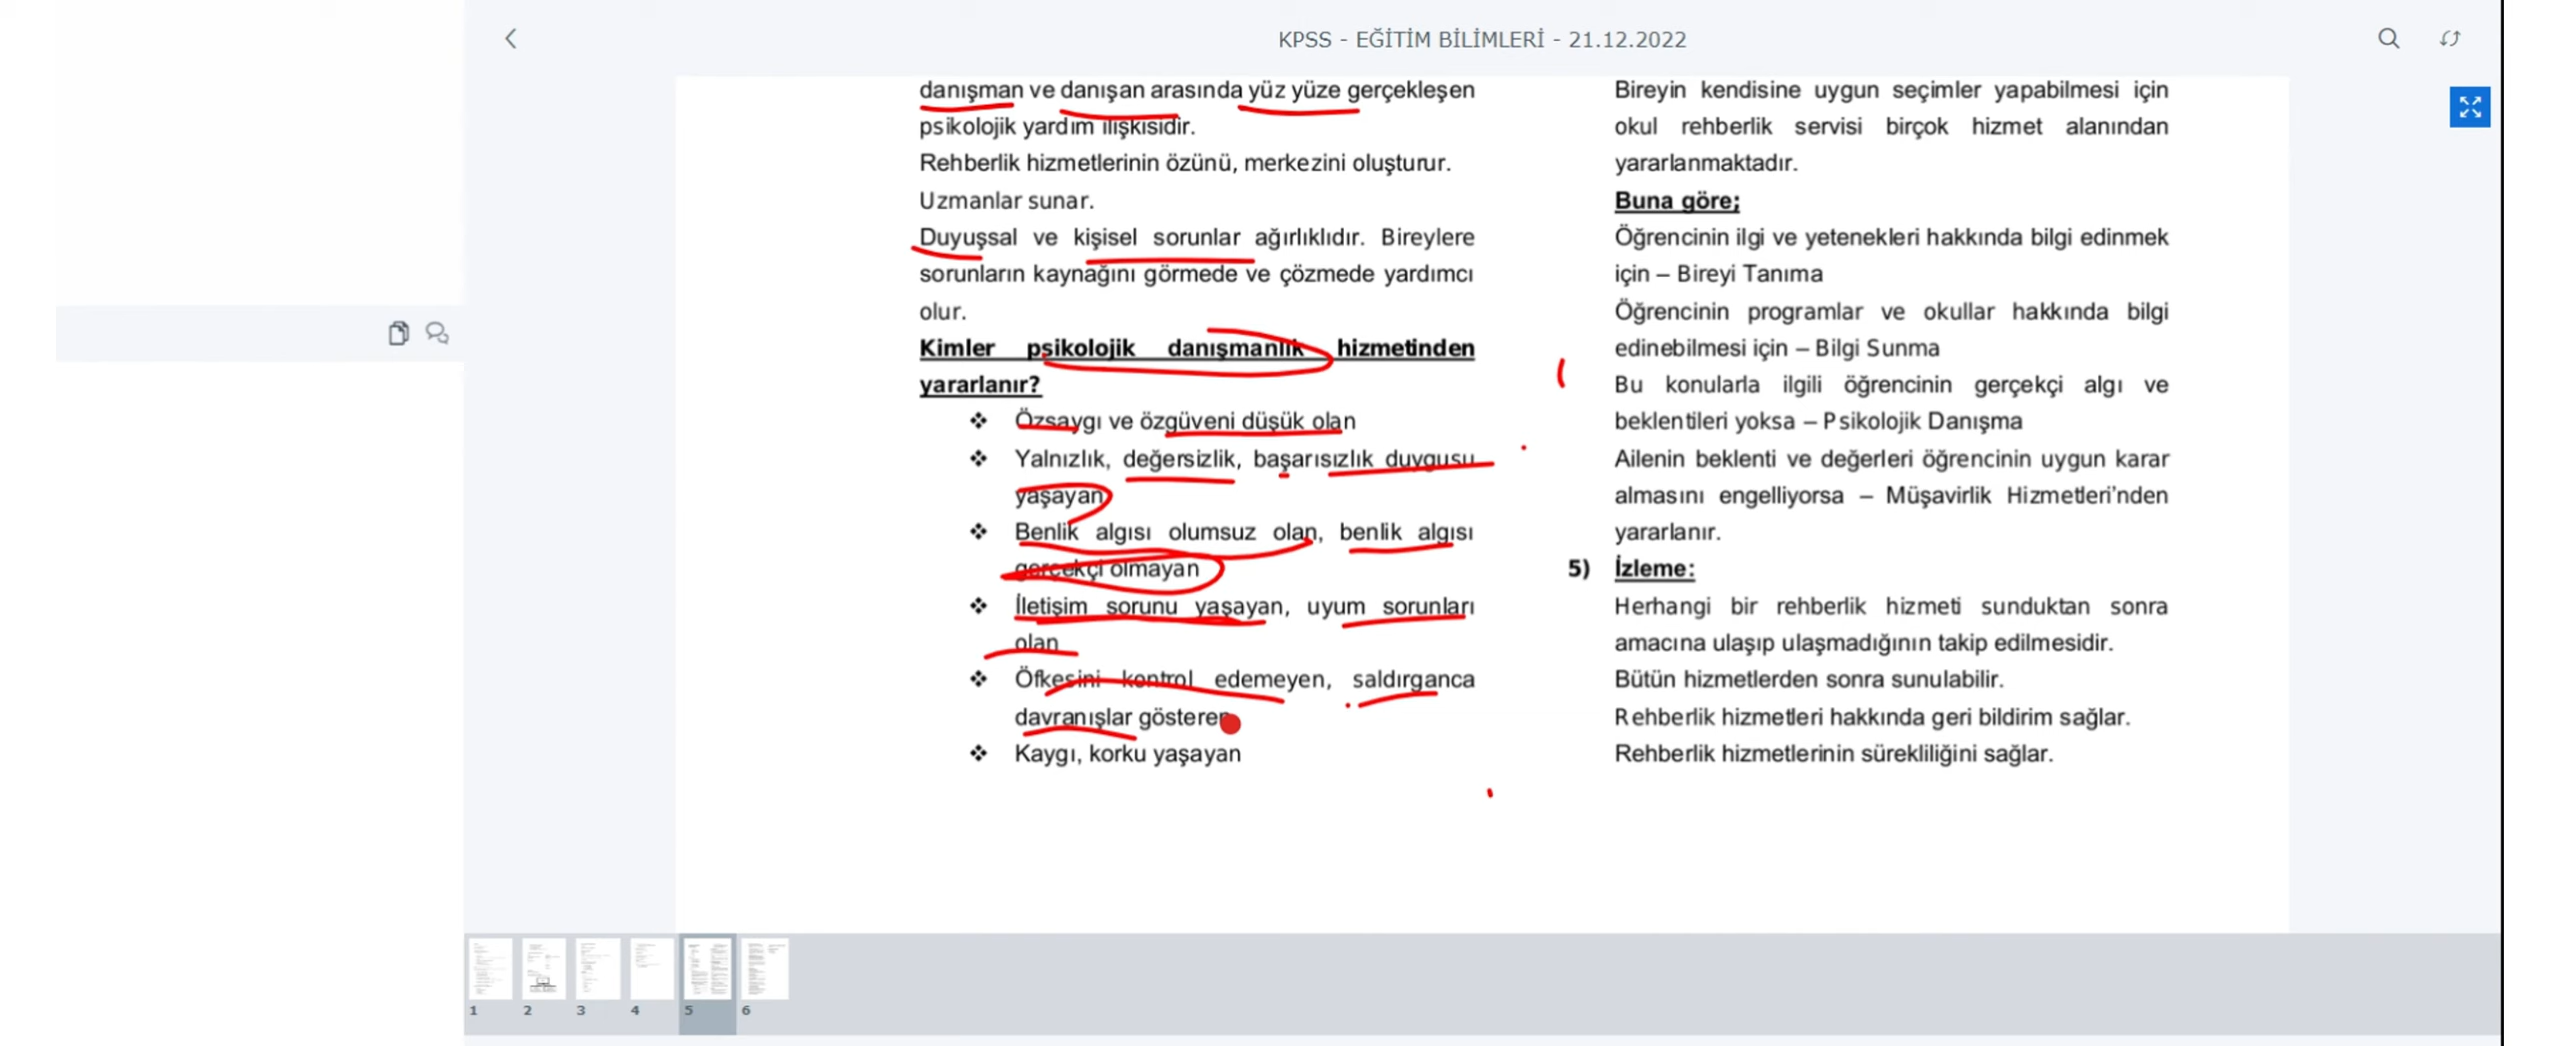 KPSS - EĞİTİM BİLİMLERİ - 21.12.2022
danışman ve danışan arasında yüz yüze gerçekleşen
psikolojik yardım ilişkisidir.
Rehberlik hizmetlerinin özünü, merkezini oluşturur.
Uzmanlar sunar.
Duyuşsal ve kişisel sorunlar ağırlıklıdır. Bireylere
sorunların kaynağını görmede ve çözmede yardımcı
olur.
Kimler psikolojik danışmanlık hizmetinden
yararlanır?
❖ Özsaygı ve özgüveni düşük olan
❖ Yalnızlık, değersizlik, başarısızlık duygusu
yaşayan
❖ Benlik algısı olumsuz olan, benlik algısı
gerçekçi olmayan
❖ İletişim sorunu yaşayan, uyum sorunları
olan
❖ Öfkesini kontrol edemeyen, saldırganca
davranışlar gösteren
❖ Kaygı, korku yaşayan
Bireyin kendisine uygun seçimler yapabilmesi için
okul rehberlik servisi birçok hizmet alanından
yararlanmaktadır.
Buna göre;
Öğrencinin ilgi ve yetenekleri hakkında bilgi edinmek
için – Bireyi Tanıma
Öğrencinin programlar ve okullar hakkında bilgi
edinebilmesi için – Bilgi Sunma
Bu konularla ilgili öğrencinin gerçekçi algı ve
beklentileri yoksa – Psikolojik Danışma
Ailenin beklenti ve değerleri öğrencinin uygun karar
almasını engelliyorsa – Müşavirlik Hizmetleri'nden
yararlanır.
5) İzleme:
Herhangi bir rehberlik hizmeti sunduktan sonra
amacına ulaşıp ulaşmadığının takip edilmesidir.
Bütün hizmetlerden sonra sunulabilir.
Rehberlik hizmetleri hakkında geri bildirim sağlar.
Rehberlik hizmetlerinin sürekliliğini sağlar.
1 2 3 4 5 6